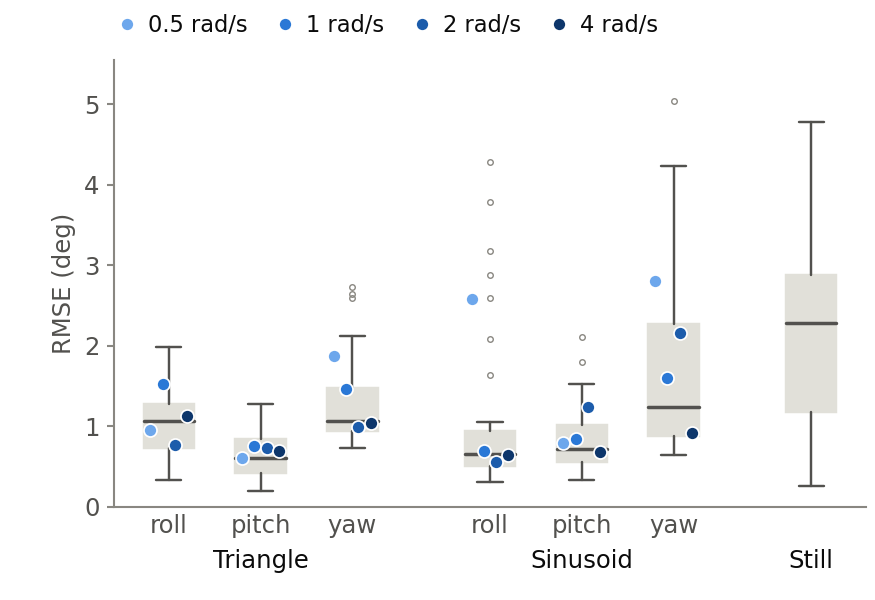 0.5 rad/s 1 rad/s 2 rad/s 4 rad/s
RMSE (deg)
5
4
3
2
1
0
roll pitch yaw roll pitch yaw
Triangle Sinusoid Still